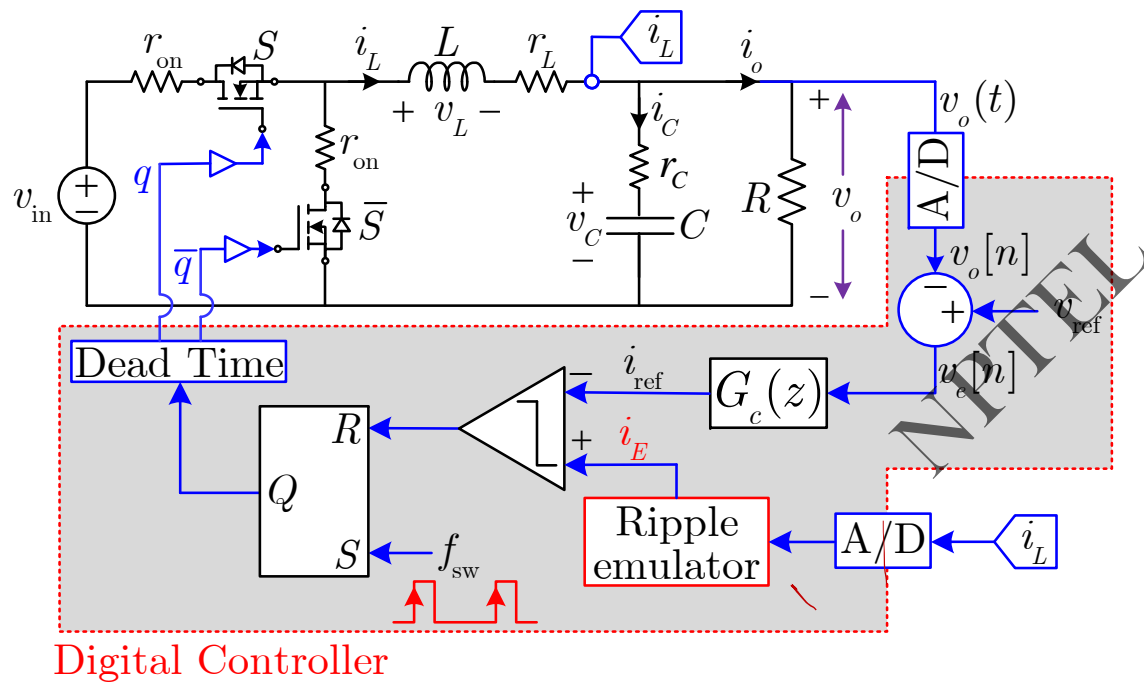 r_on
S
i_L
L
r_L
i_L
i_o
+ v_L −
v_in
+
−
q
r_on
q̅
S̅
i_C
r_C
+
v_C
−
C
R
+
v_o
−
v_o(t)
A/D
v_o[n]
−
+
v_ref
v_e[n]
NPTEL
Dead Time
i_ref
G_c(z)
−
+
i_E
R
Q
S
f_sw
Ripple
emulator
A/D
i_L
Digital Controller